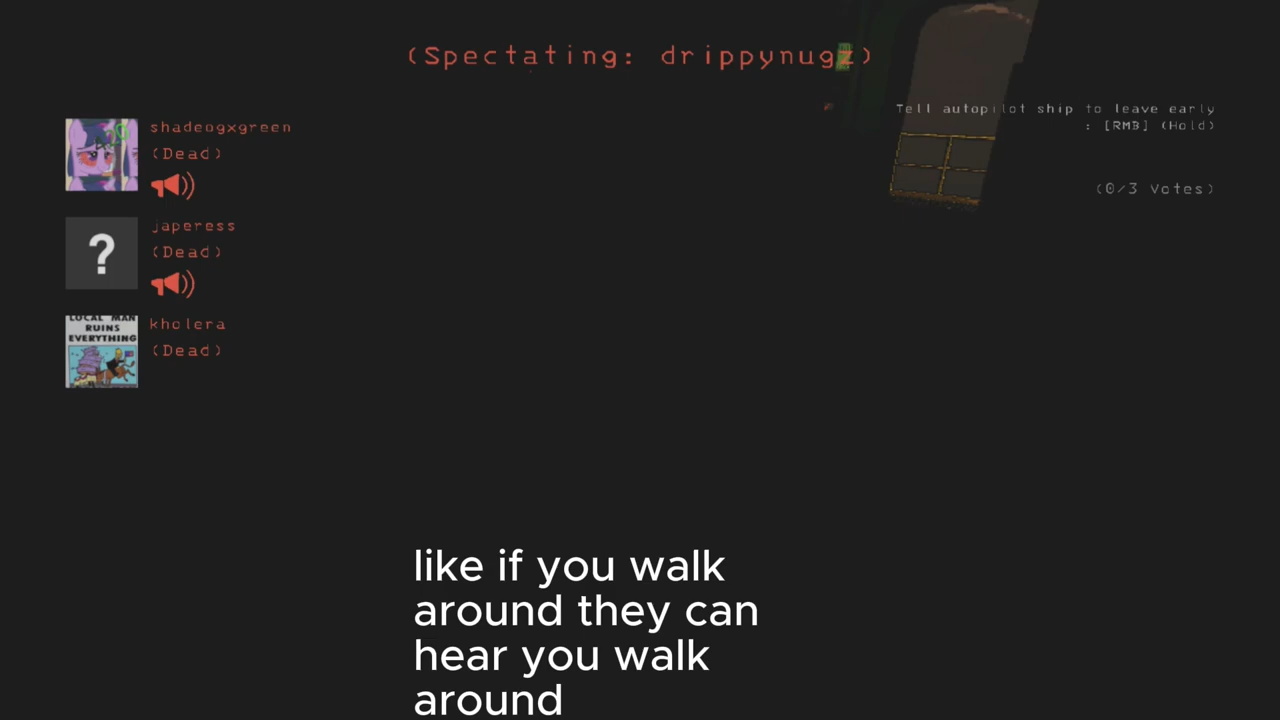 (Spectating: drippynugz)
Tell autopilot ship to leave early
: [RMB] (Hold)
(0/3 Votes)
shadeogxgreen
(Dead)
japeress
(Dead)
?
kholera
(Dead)
LOCAL MAN
RUINS
EVERYTHING
like if you walk
around they can
hear you walk
around